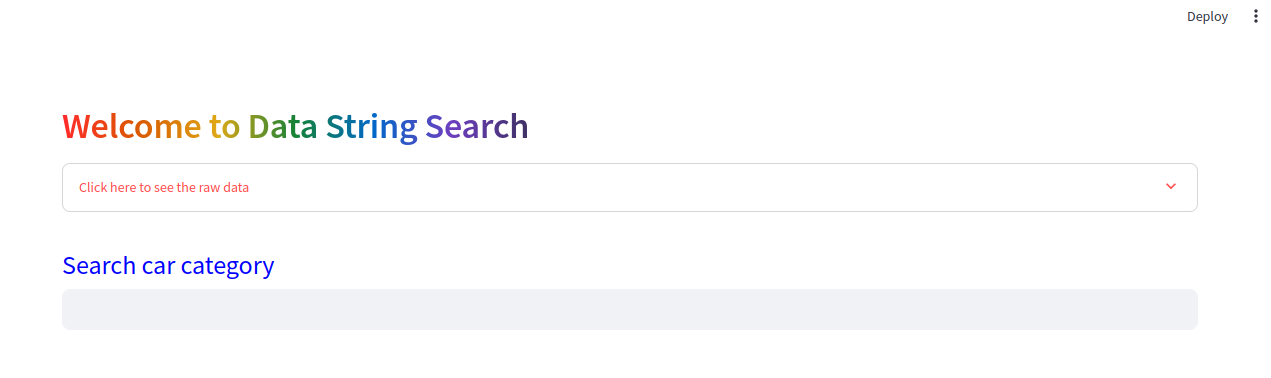 Deploy
Welcome to Data String Search
Click here to see the raw data
Search car category